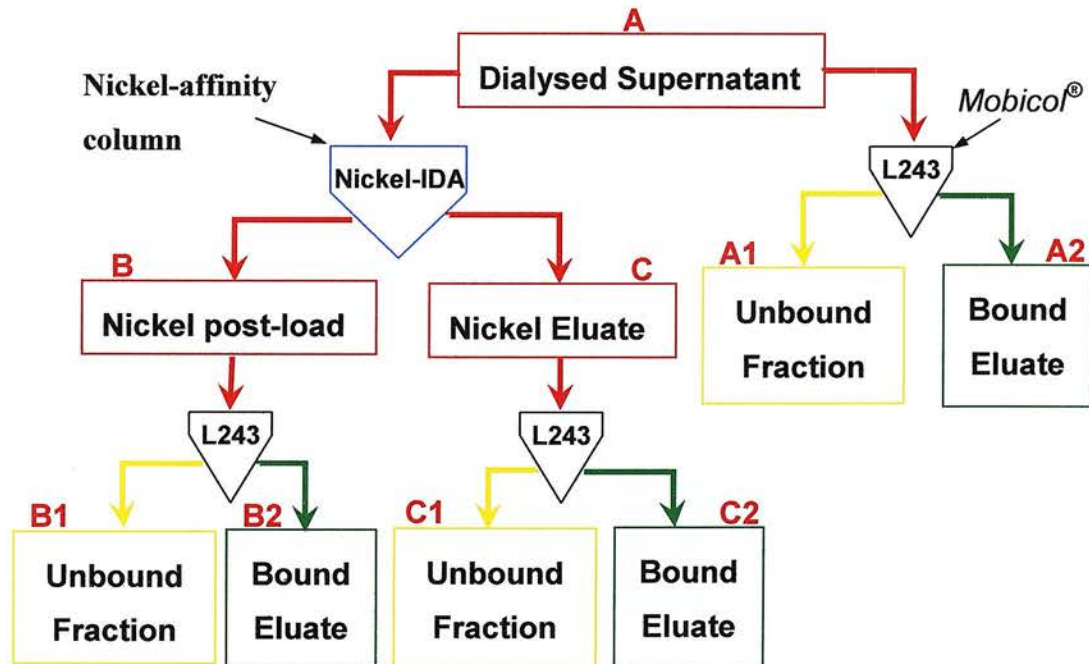 A
Dialysed Supernatant
Nickel-affinity
column
Mobicol®
Nickel-IDA
L243
B
Nickel post-load
C
Nickel Eluate
A1
Unbound
Fraction
A2
Bound
Eluate
L243
L243
B1
Unbound
Fraction
B2
Bound
Eluate
C1
Unbound
Fraction
C2
Bound
Eluate